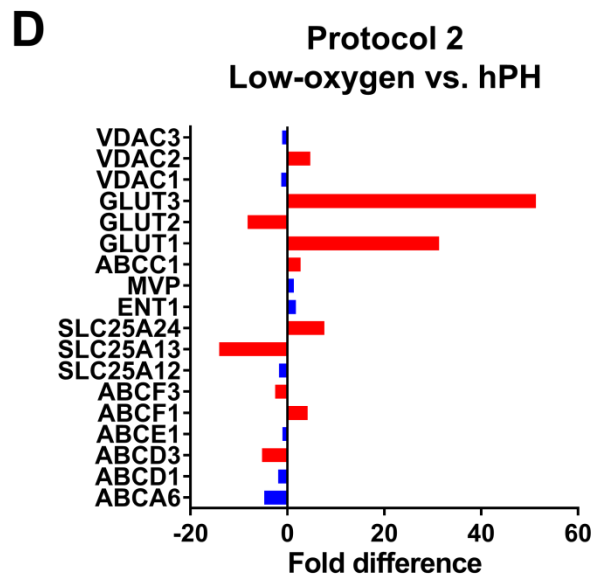 D
Protocol 2
Low-oxygen vs. hPH
VDAC3
VDAC2
VDAC1
GLUT3
GLUT2
GLUT1
ABCC1
MVP
ENT1
SLC25A24
SLC25A13
SLC25A12
ABCF3
ABCF1
ABCE1
ABCD3
ABCD1
ABCA6
-20 0 20 40 60
Fold difference